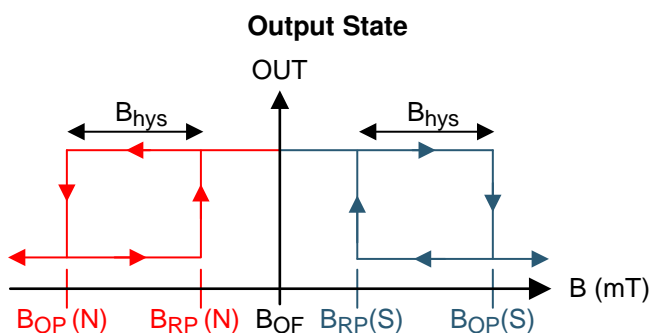 Output State
OUT
Bhys
Bhys
B (mT)
BOP (N)
BRP (N)
BOF
BRP(S)
BOP(S)